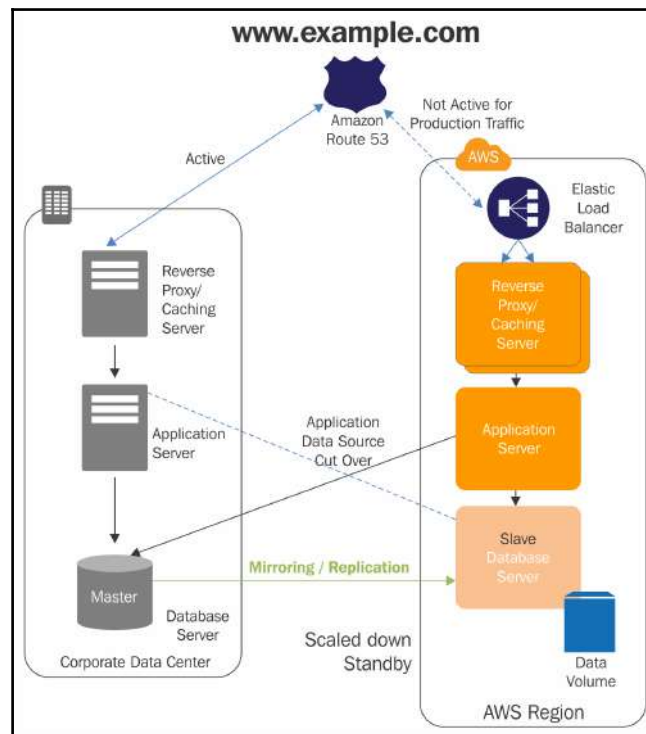 www.example.com
Amazon
Route 53
Not Active for
Production Traffic
Active
AWS
Elastic
Load
Balancer
Reverse
Proxy/
Caching
Server
Reverse
Proxy/
Caching
Server
Application
Server
Application
Data Source
Cut Over
Application
Server
Master
Database
Server
Mirroring / Replication
Slave
Database
Server
Corporate Data Center
Scaled down
Standby
Data
Volume
AWS Region